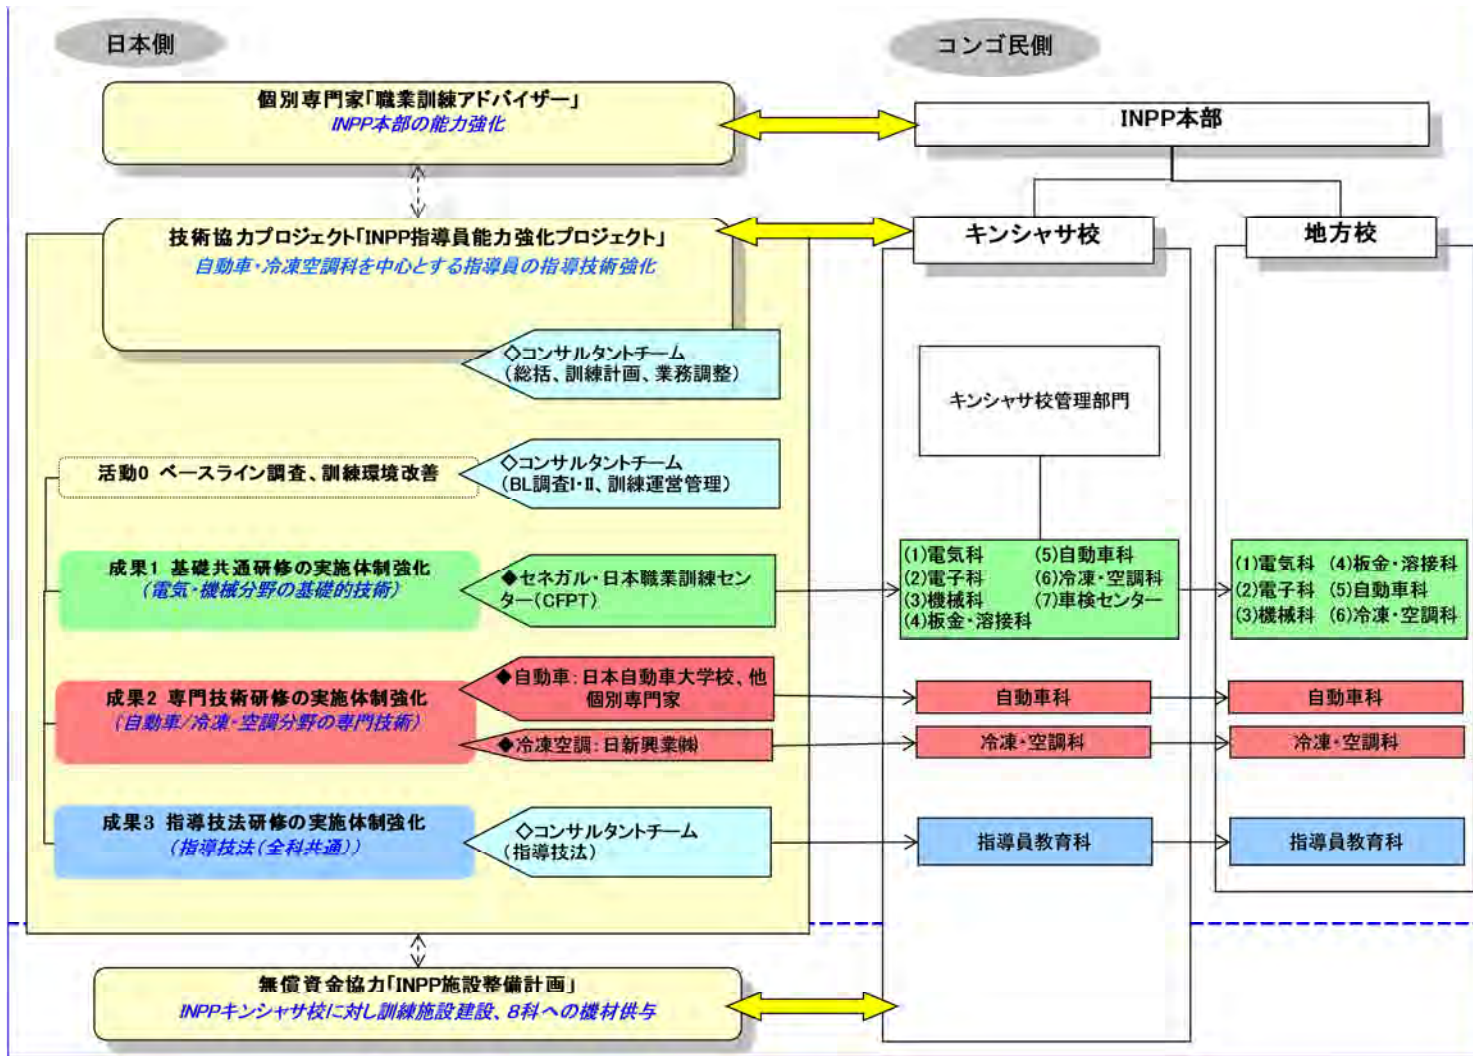 日本側
コンゴ民側
個別専門家「職業訓練アドバイザー」
INPP本部の能力強化
INPP本部
技術協力プロジェクト「INPP指導員能力強化プロジェクト」
自動車・冷凍空調科を中心とする指導員の指導技術強化
キンシャサ校
地方校
◇コンサルタントチーム
(総括、訓練計画、業務調整)
キンシャサ校管理部門
活動0 ベースライン調査、訓練環境改善
◇コンサルタントチーム
(BL調査I・II、訓練運営管理)
成果1 基礎共通研修の実施体制強化
(電気・機械分野の基礎的技術)
◆セネガル・日本職業訓練セン
ター(CFPT)
(1)電気科 (5)自動車科
(2)電子科 (6)冷凍・空調科
(3)機械科 (7)車検センター
(4)板金・溶接科
(1)電気科 (4)板金・溶接科
(2)電子科 (5)自動車科
(3)機械科 (6)冷凍・空調科
成果2 専門技術研修の実施体制強化
(自動車/冷凍・空調分野の専門技術)
◆自動車:日本自動車大学校、他
個別専門家
自動車科
自動車科
◆冷凍空調:日新興業㈱
冷凍・空調科
冷凍・空調科
成果3 指導技法研修の実施体制強化
(指導技法(全科共通))
◇コンサルタントチーム
(指導技法)
指導員教育科
指導員教育科
無償資金協力「INPP施設整備計画」
INPPキンシャサ校に対し訓練施設建設、8科への機材供与